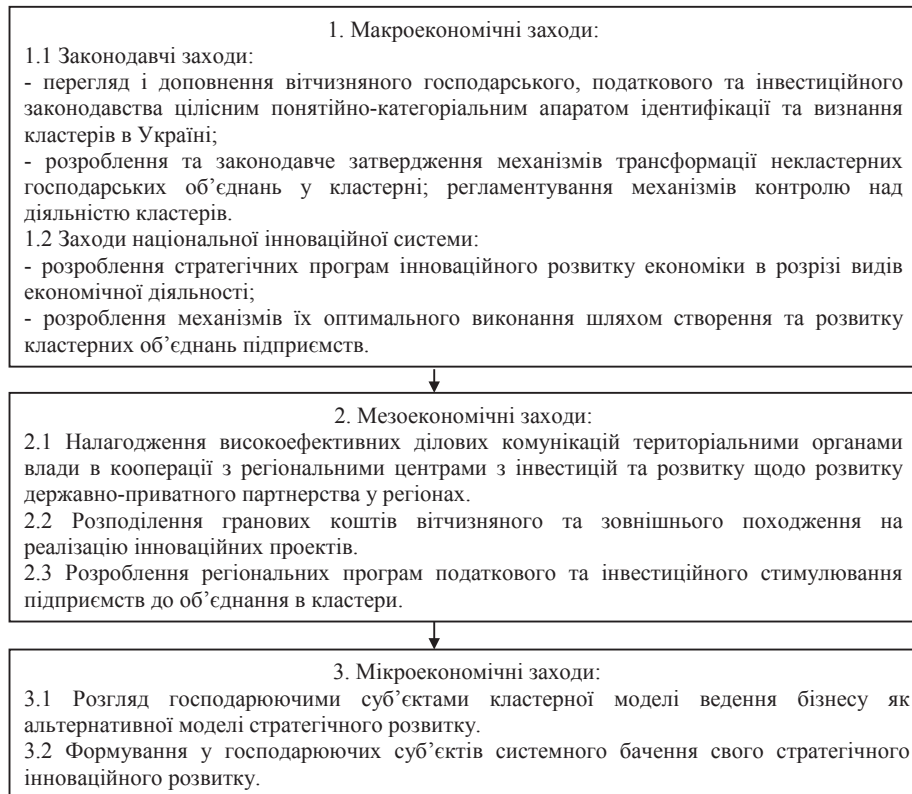 1. Макроекономічні заходи:
1.1 Законодавчі заходи:
- перегляд і доповнення вітчизняного господарського, податкового та інвестиційного
законодавства цілісним понятійно-категоріальним апаратом ідентифікації та визнання
кластерів в Україні;
- розроблення та законодавче затвердження механізмів трансформації некластерних
господарських об’єднань у кластерні; регламентування механізмів контролю над
діяльністю кластерів.
1.2 Заходи національної інноваційної системи:
- розроблення стратегічних програм інноваційного розвитку економіки в розрізі видів
економічної діяльності;
- розроблення механізмів їх оптимального виконання шляхом створення та розвитку
кластерних об’єднань підприємств.
2. Мезоекономічні заходи:
2.1 Налагодження високоефективних ділових комунікацій територіальними органами
влади в кооперації з регіональними центрами з інвестицій та розвитку щодо розвитку
державно-приватного партнерства у регіонах.
2.2 Розподілення гранових коштів вітчизняного та зовнішнього походження на
реалізацію інноваційних проектів.
2.3 Розроблення регіональних програм податкового та інвестиційного стимулювання
підприємств до об’єднання в кластери.
3. Мікроекономічні заходи:
3.1 Розгляд господарюючими суб’єктами кластерної моделі ведення бізнесу як
альтернативної моделі стратегічного розвитку.
3.2 Формування у господарюючих суб’єктів системного бачення свого стратегічного
інноваційного розвитку.